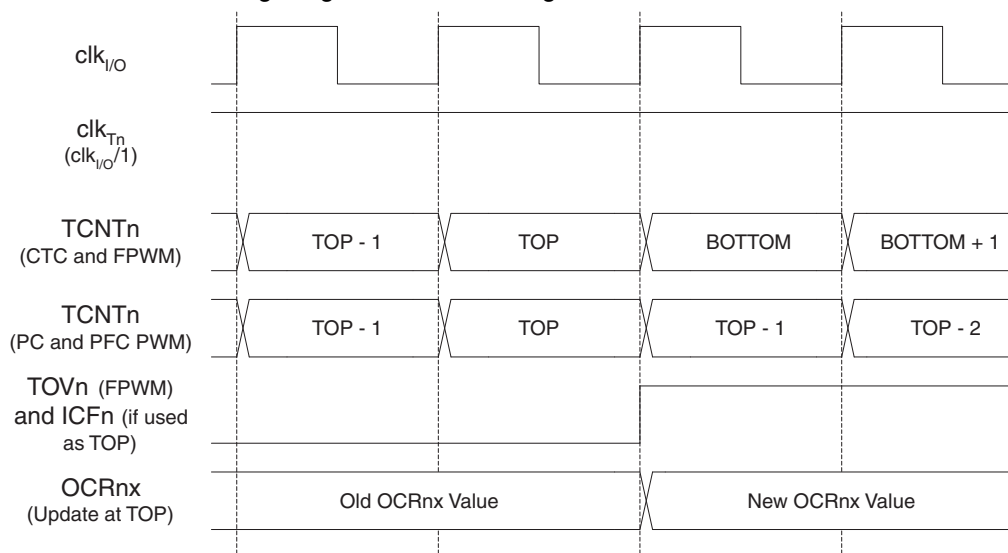 clkI/O
clkTn
(clkI/O/1)
TCNTn
(CTC and FPWM)
TOP - 1
TOP
BOTTOM
BOTTOM + 1
TCNTn
(PC and PFC PWM)
TOP - 1
TOP
TOP - 1
TOP - 2
TOVn (FPWM)
and ICFn (if used
as TOP)
OCRnx
(Update at TOP)
Old OCRnx Value
New OCRnx Value